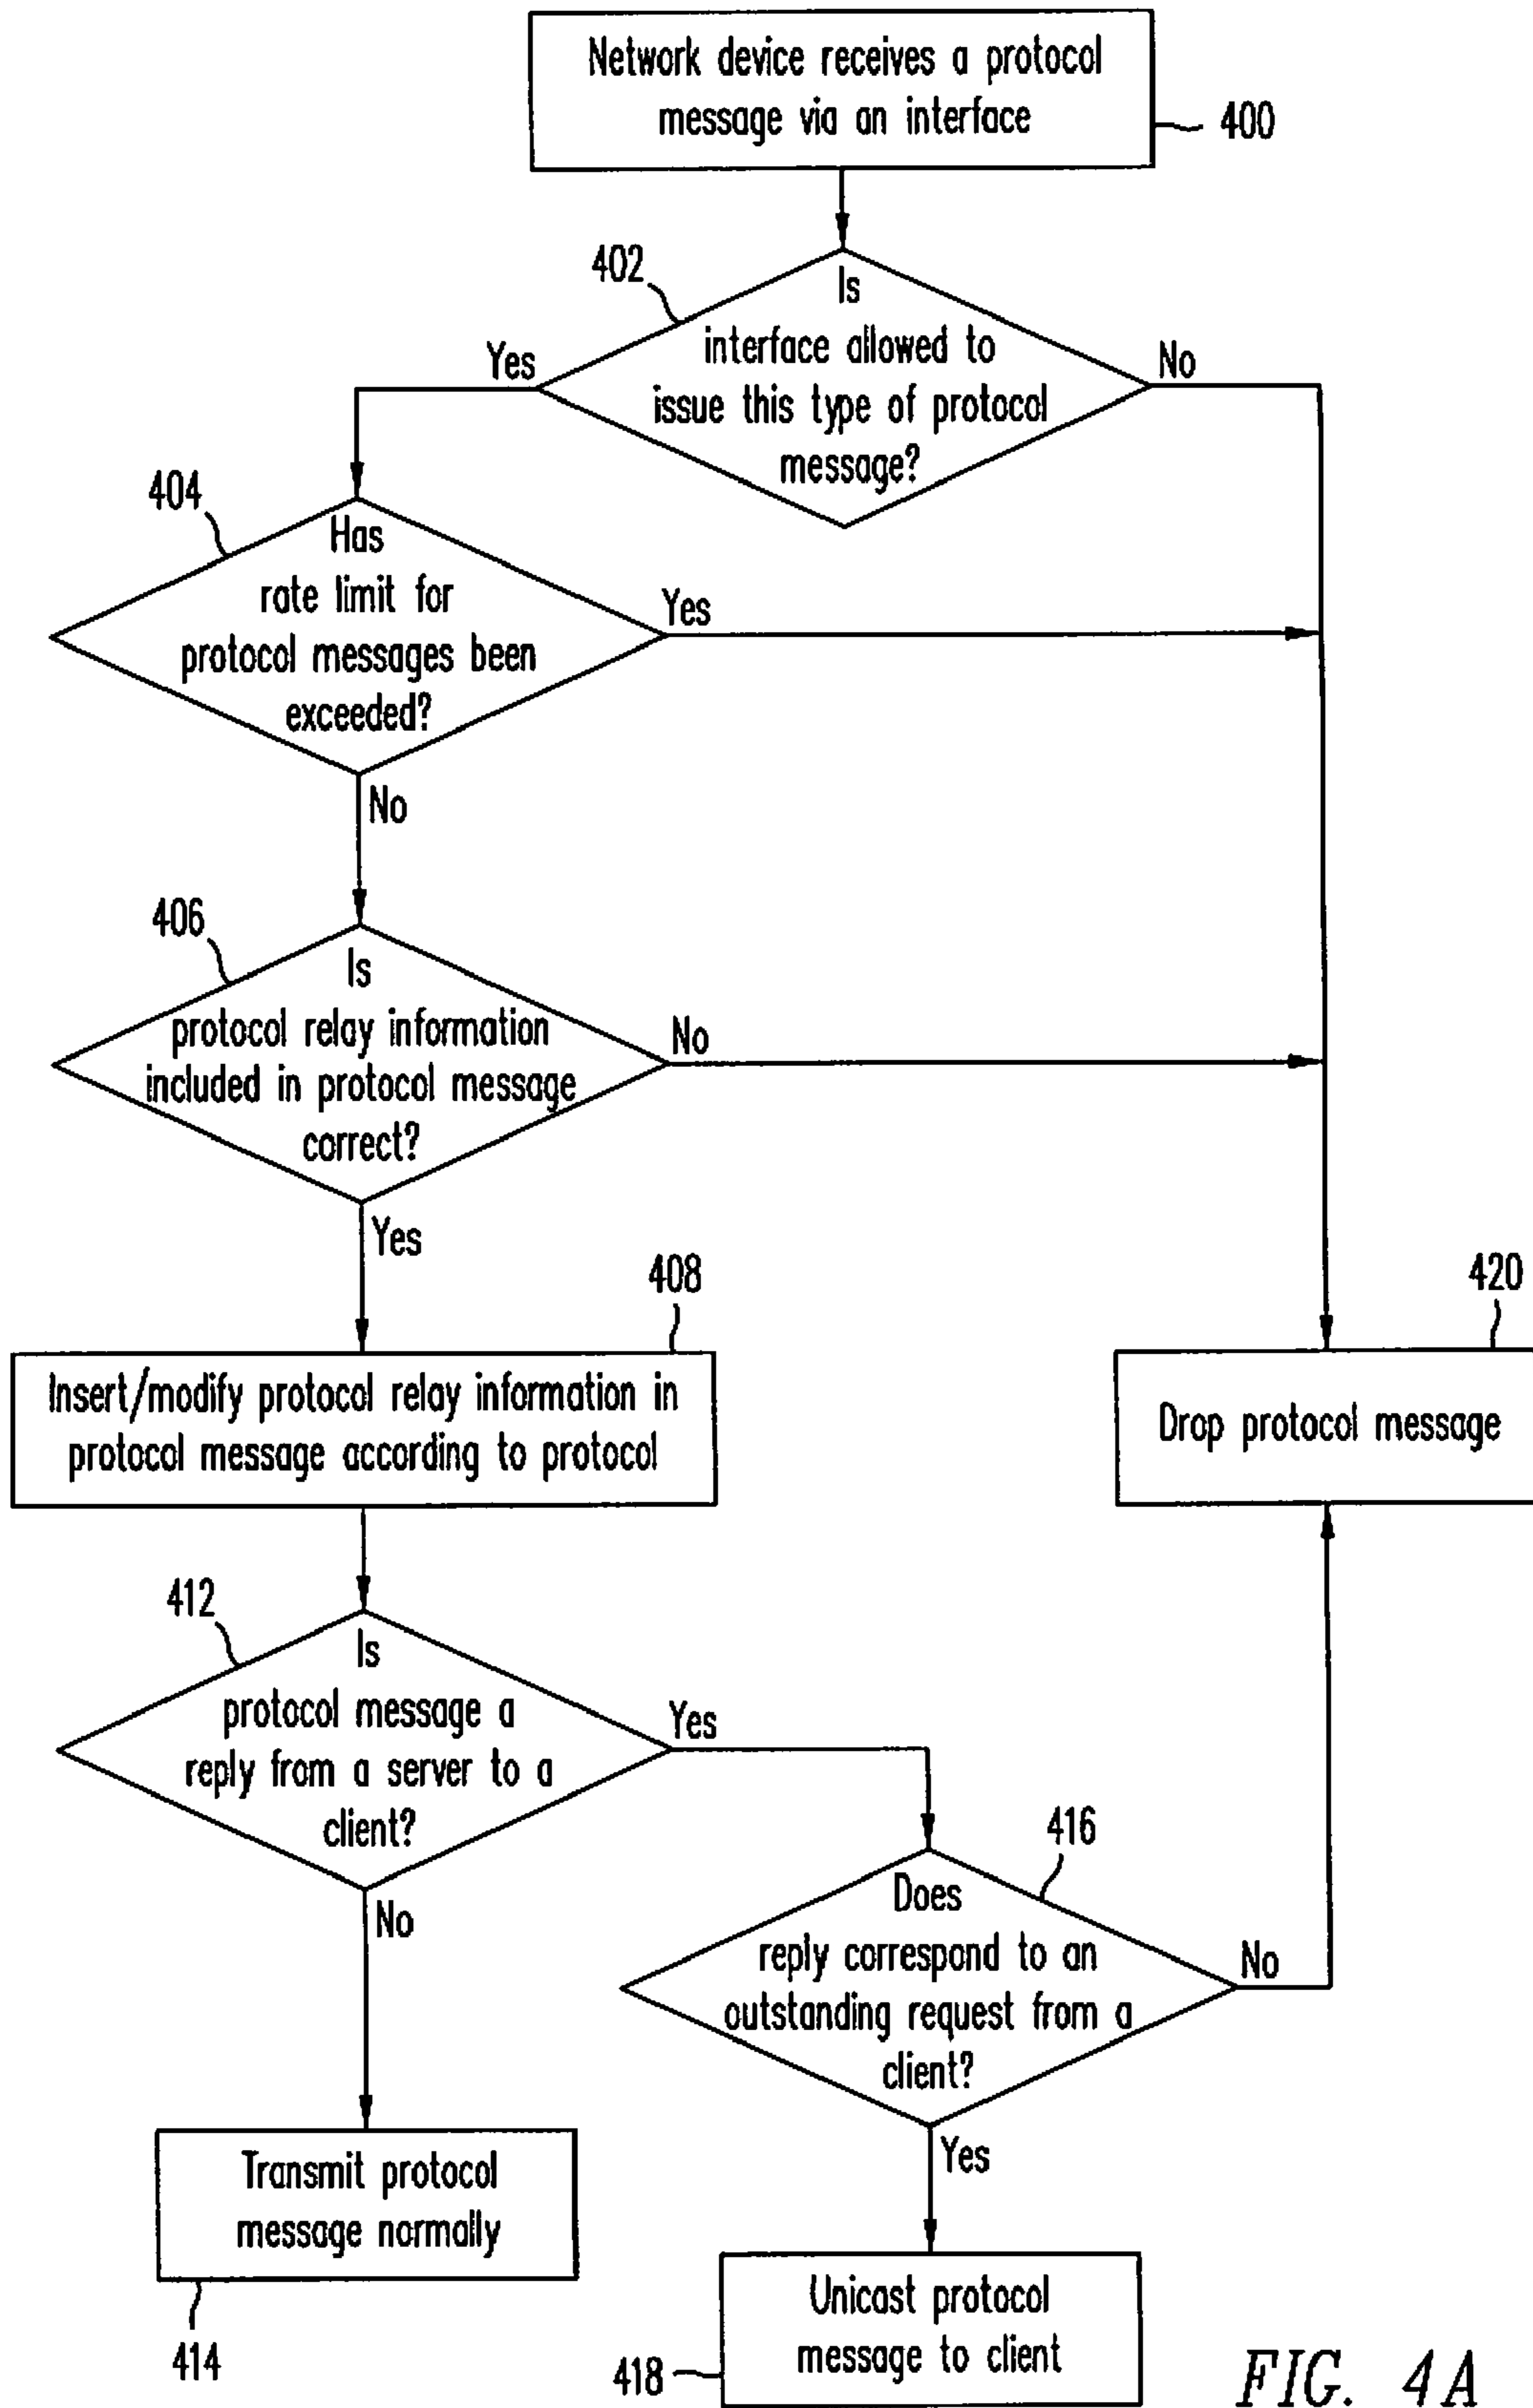 Network device receives a protocol
message via an interface
400
402
Is
interface allowed to
issue this type of protocol
message?
Yes
No
404
Has
rate limit for
protocol messages been
exceeded?
Yes
No
406
Is
protocol relay information
included in protocol message
correct?
No
Yes
408
Insert/modify protocol relay information in
protocol message according to protocol
420
Drop protocol message
412
Is
protocol message a
reply from a server to a
client?
Yes
No
416
Does
reply correspond to an
outstanding request from a
client?
No
Yes
Transmit protocol
message normally
414
Unicast protocol
message to client
418
FIG. 4A